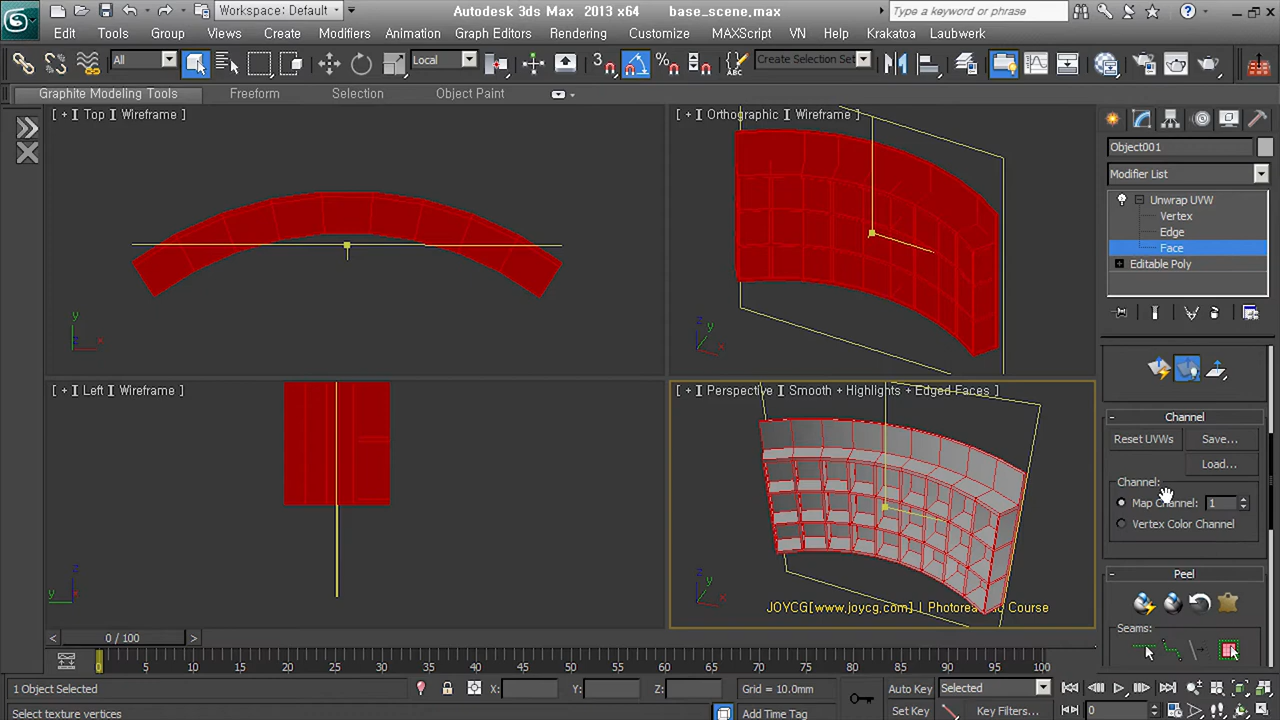 Workspace: Default
Autodesk 3ds Max 2013 x64 base_scene.max
Type a keyword or phrase
Edit Tools Group Views Create Modifiers Animation Graph Editors Rendering Customize MAXScript VN Help Krakatoa Laubwerk
All Local 3 Create Selection Set
Graphite Modeling Tools Freeform Selection Object Paint
[ + ] [ Top ] [ Wireframe ]
[ + ] [ Orthographic ] [ Wireframe ]
[ + ] [ Left ] [ Wireframe ]
[ + ] [ Perspective ] [ Smooth + Highlights + Edged Faces ]
JOYCG[www.joycg.com] | Photorea Course
Object001
Modifier List
Unwrap UVW
Vertex
Edge
Face
Editable Poly
Channel
Reset UVWs Save...
Load...
Channel:
Map Channel: 1
Vertex Color Channel
Peel
Seams:
0 / 100
0 5 10 15 20 25 30 35 40 45 50 55 60 65 70 75 80 85 90 95 100
1 Object Selected X: Y: Z: Grid = 10.0mm Auto Key Selected
Select texture vertices Add Time Tag Set Key Key Filters... 0